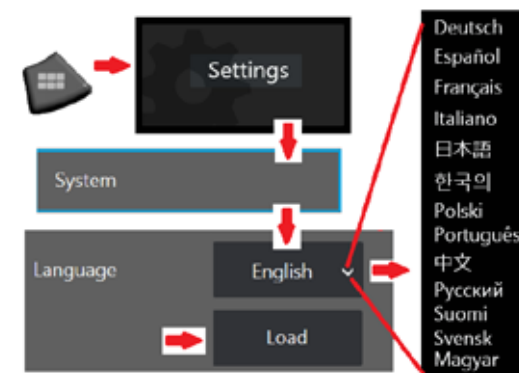 Settings
System
Language
English
Load
Deutsch
Español
Français
Italiano
日本語
한국의
Polski
Português
中文
Русский
Suomi
Svensk
Magyar